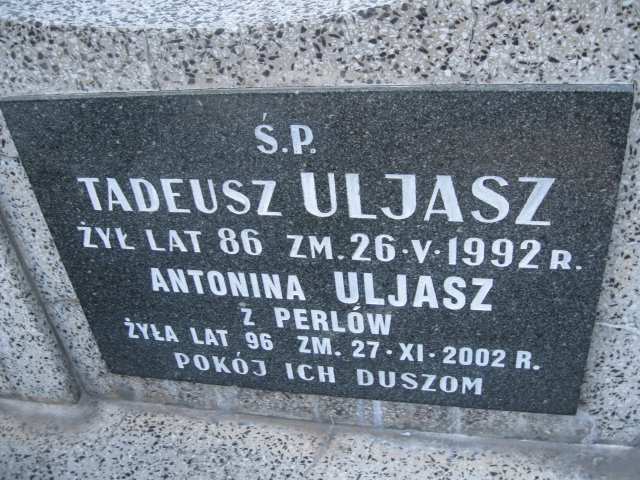 Ś.P.
TADEUSZ ULJASZ
ŻYŁ LAT 86 ZM. 26·V·1992 R.
ANTONINA ULJASZ
Z PERLÓW
ŻYŁA LAT 96 ZM. 27·XI·2002 R.
POKÓJ ICH DUSZOM